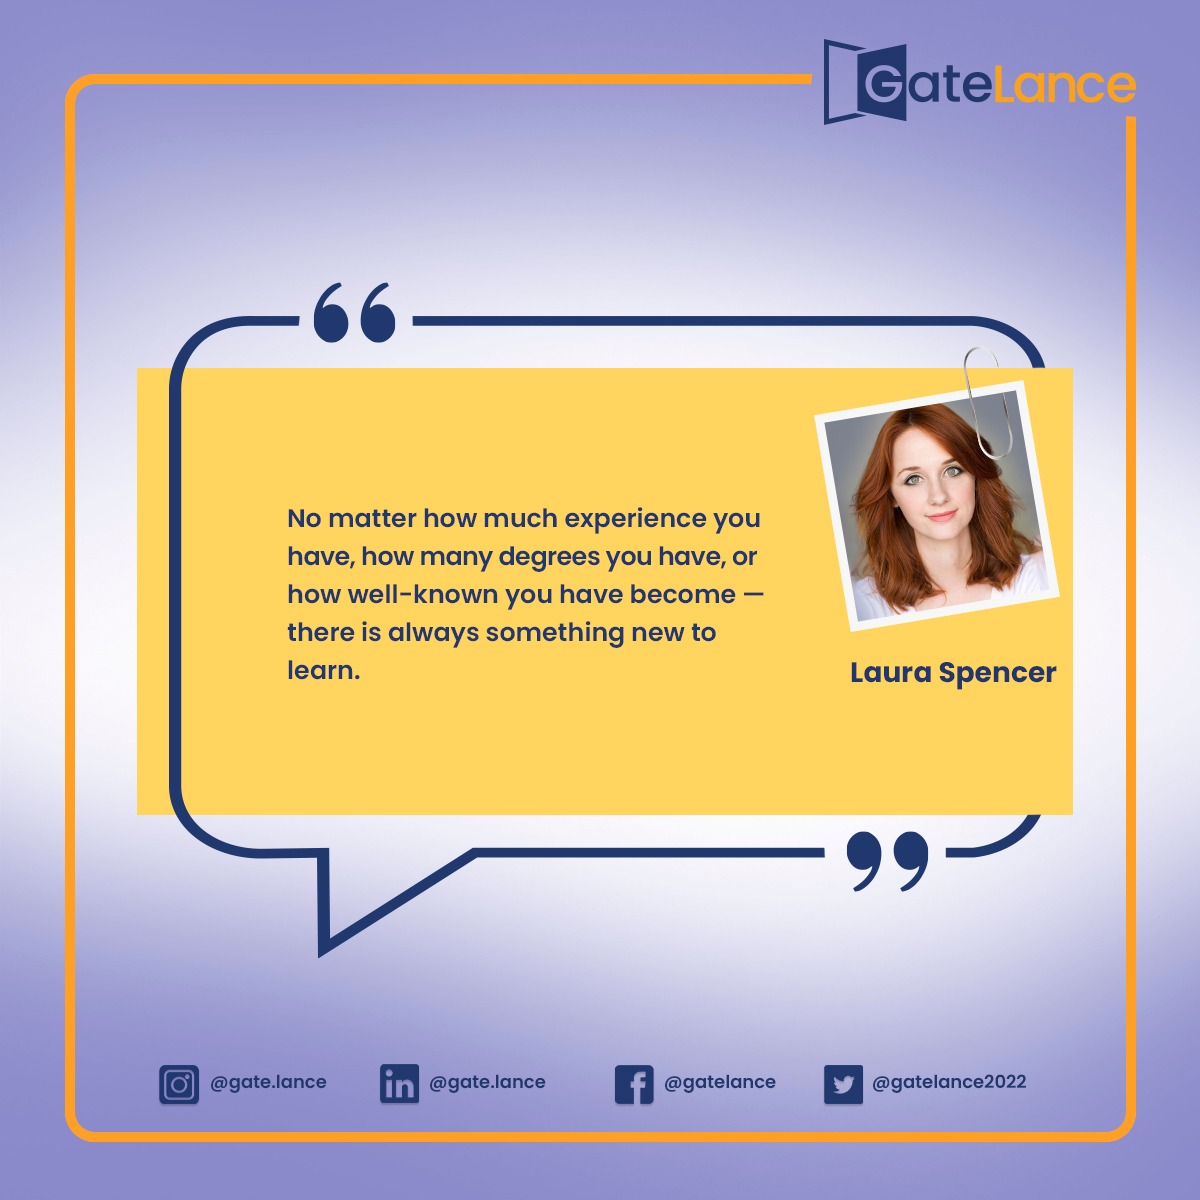 GateLance
“
No matter how much experience you
have, how many degrees you have, or
how well-known you have become —
there is always something new to
learn.
Laura Spencer
”
@gate.lance
@gate.lance
@gatelance
@gatelance2022